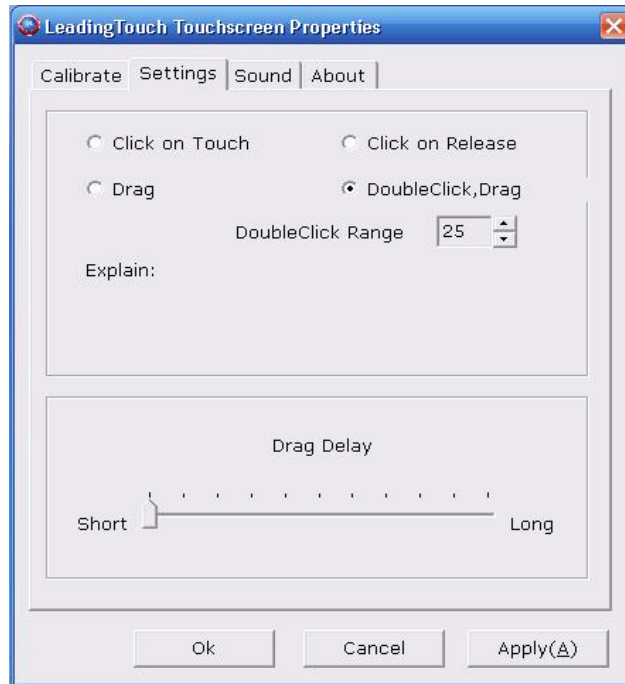 LeadingTouch Touchscreen Properties
Calibrate Settings Sound About
Click on Touch Click on Release
Drag DoubleClick,Drag
DoubleClick Range 25
Explain:
Drag Delay
Short Long
Ok Cancel Apply(A)